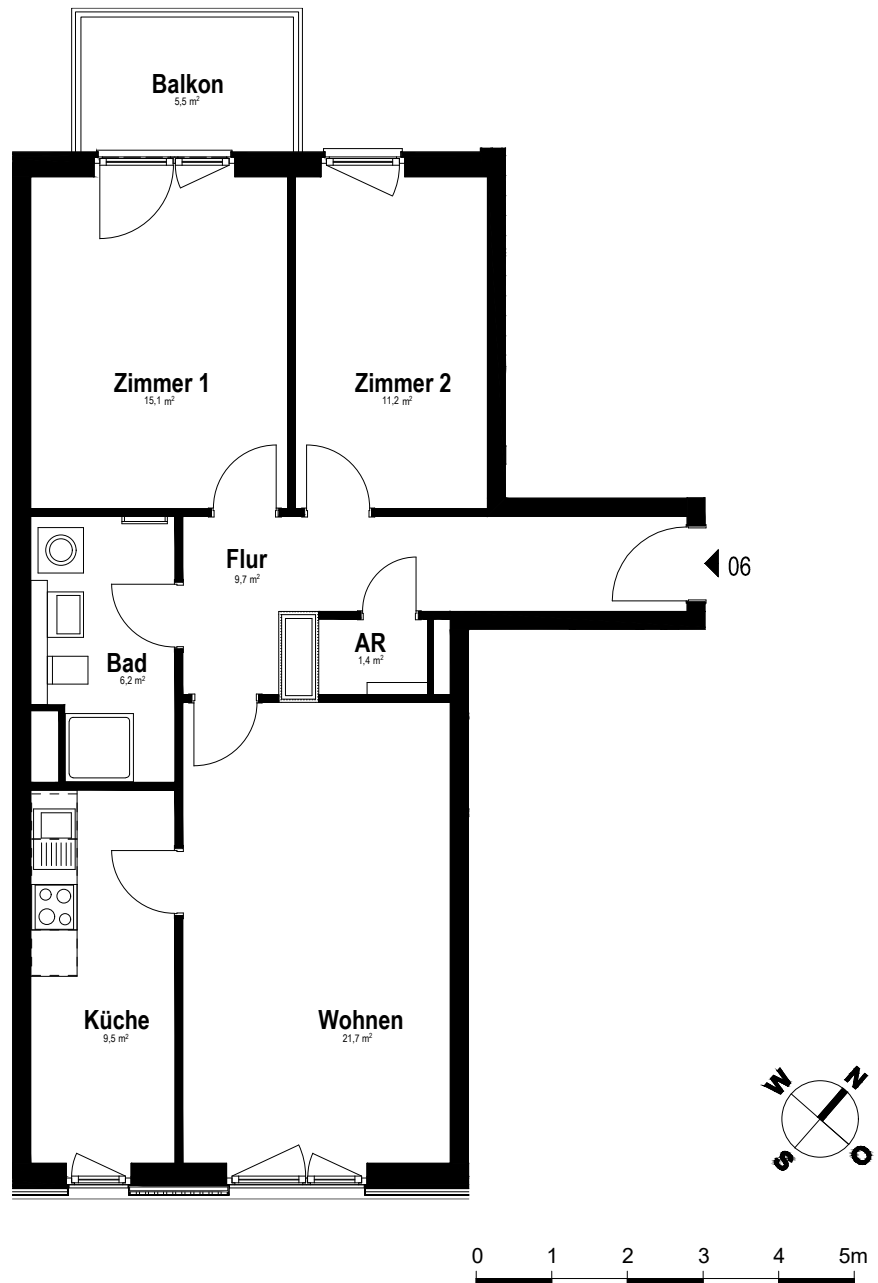 Balkon
5,5 m²
Zimmer 1
15,1 m²
Zimmer 2
11,2 m²
Flur
9,7 m²
06
AR
1,4 m²
Bad
6,2 m²
Küche
9,5 m²
Wohnen
21,7 m²
W N
S O
0 1 2 3 4 5m